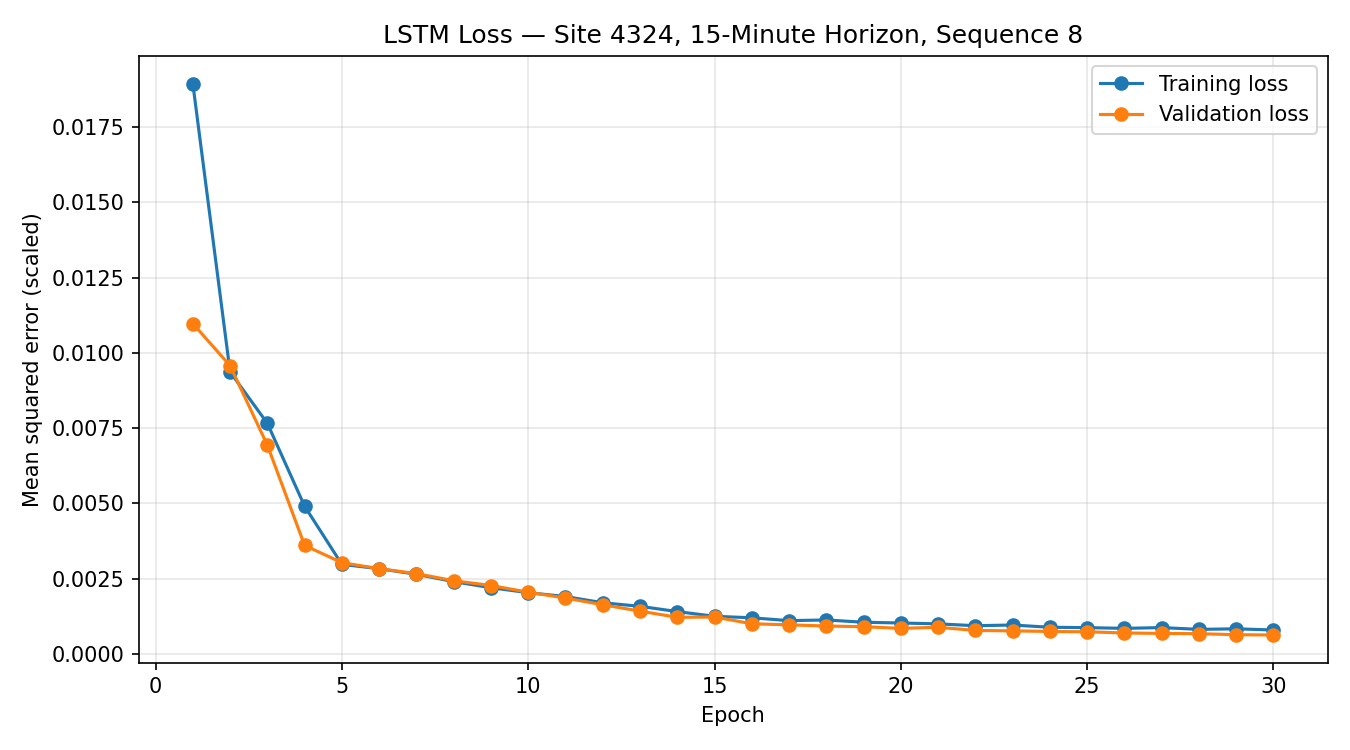 LSTM Loss — Site 4324, 15-Minute Horizon, Sequence 8
Training loss
Validation loss
Mean squared error (scaled)
0.0175
0.0150
0.0125
0.0100
0.0075
0.0050
0.0025
0.0000
0 5 10 15 20 25 30
Epoch